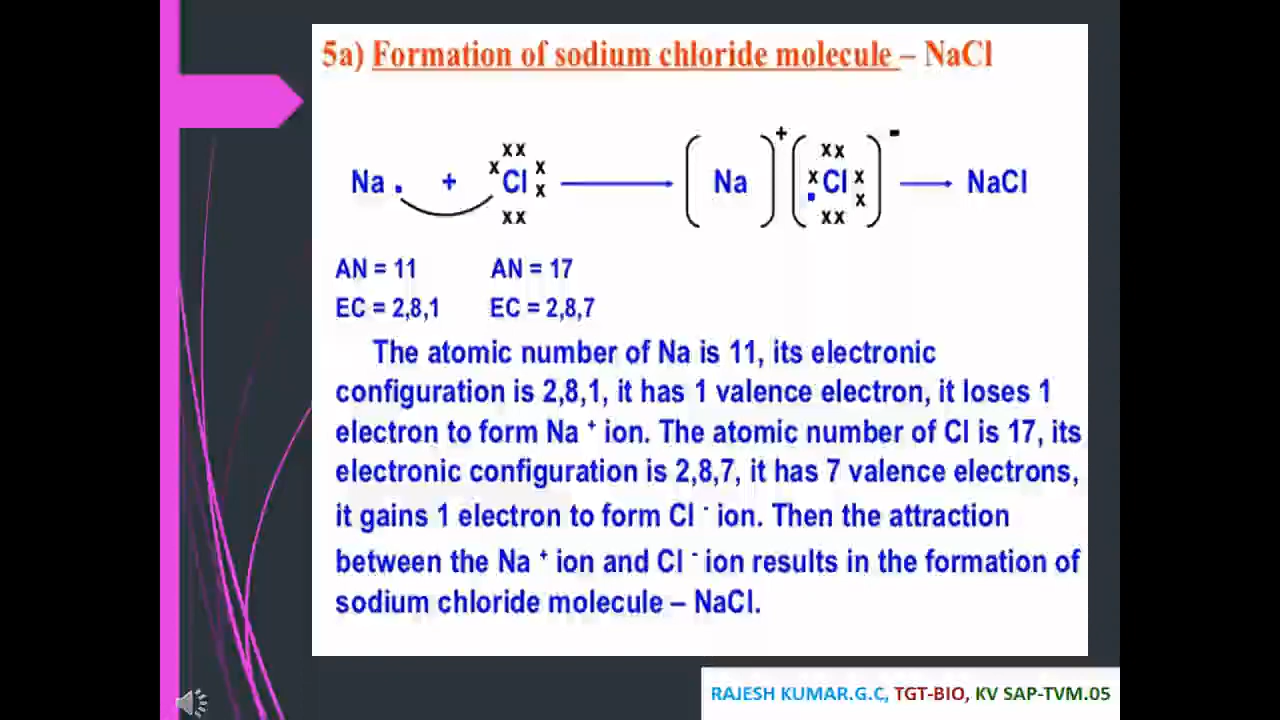 5a) Formation of sodium chloride molecule – NaCl
xx + xx -
x x
Na . + Cl ⟶ ( Na ) ( x Cl x ) ⟶ NaCl
x . x
xx xx
AN = 11 AN = 17
EC = 2,8,1 EC = 2,8,7
The atomic number of Na is 11, its electronic
configuration is 2,8,1, it has 1 valence electron, it loses 1
electron to form Na + ion. The atomic number of Cl is 17, its
electronic configuration is 2,8,7, it has 7 valence electrons,
it gains 1 electron to form Cl - ion. Then the attraction
between the Na + ion and Cl - ion results in the formation of
sodium chloride molecule – NaCl.
RAJESH KUMAR.G.C, TGT-BIO, KV SAP-TVM.05